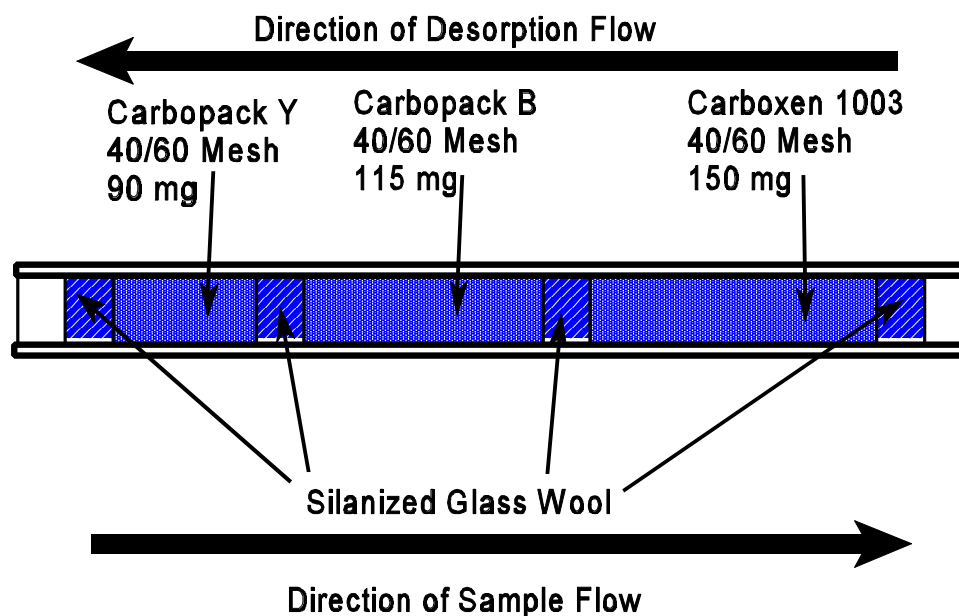 Direction of Desorption Flow
Carbopack Y
40/60 Mesh
90 mg
Carbopack B
40/60 Mesh
115 mg
Carboxen 1003
40/60 Mesh
150 mg
Silanized Glass Wool
Direction of Sample Flow